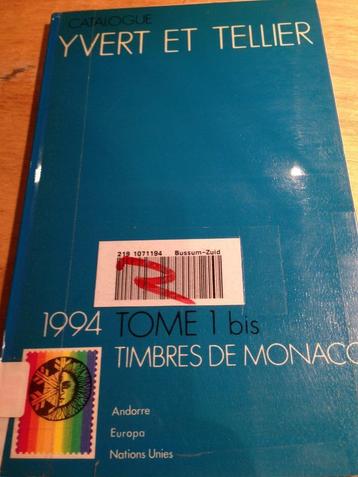 CATALOGUE
YVERT ET TELLIER
219 1071194 Bussum-Zuid
1994 TOME 1 bis
TIMBRES DE MONACO
Andorre
Europa
Nations Unies